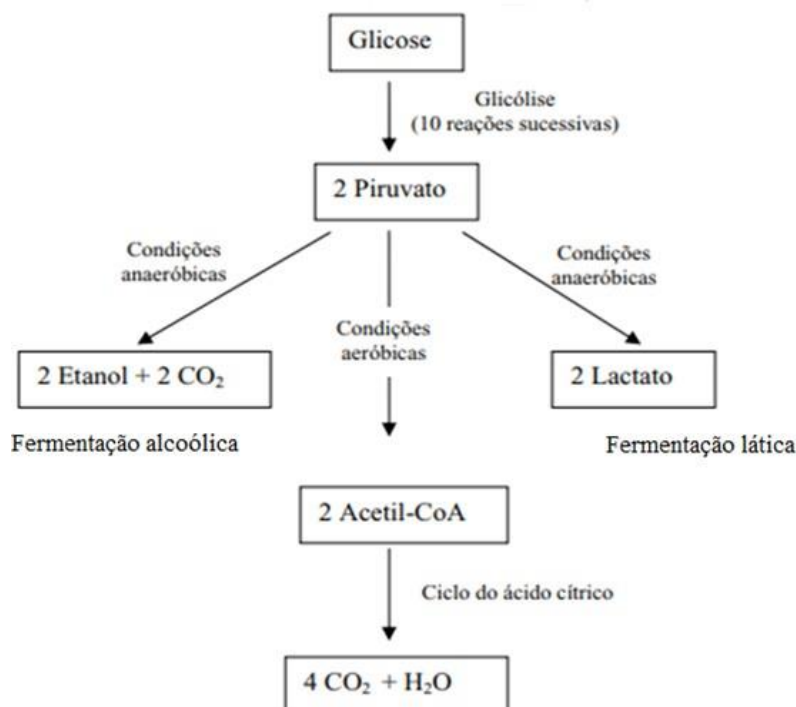 Glicose
Glicólise
(10 reações sucessivas)
2 Piruvato
Condições
anaeróbicas
Condições
aeróbicas
Condições
anaeróbicas
2 Etanol + 2 CO₂
2 Lactato
Fermentação alcoólica
Fermentação lática
2 Acetil-CoA
Ciclo do ácido cítrico
4 CO₂ + H₂O